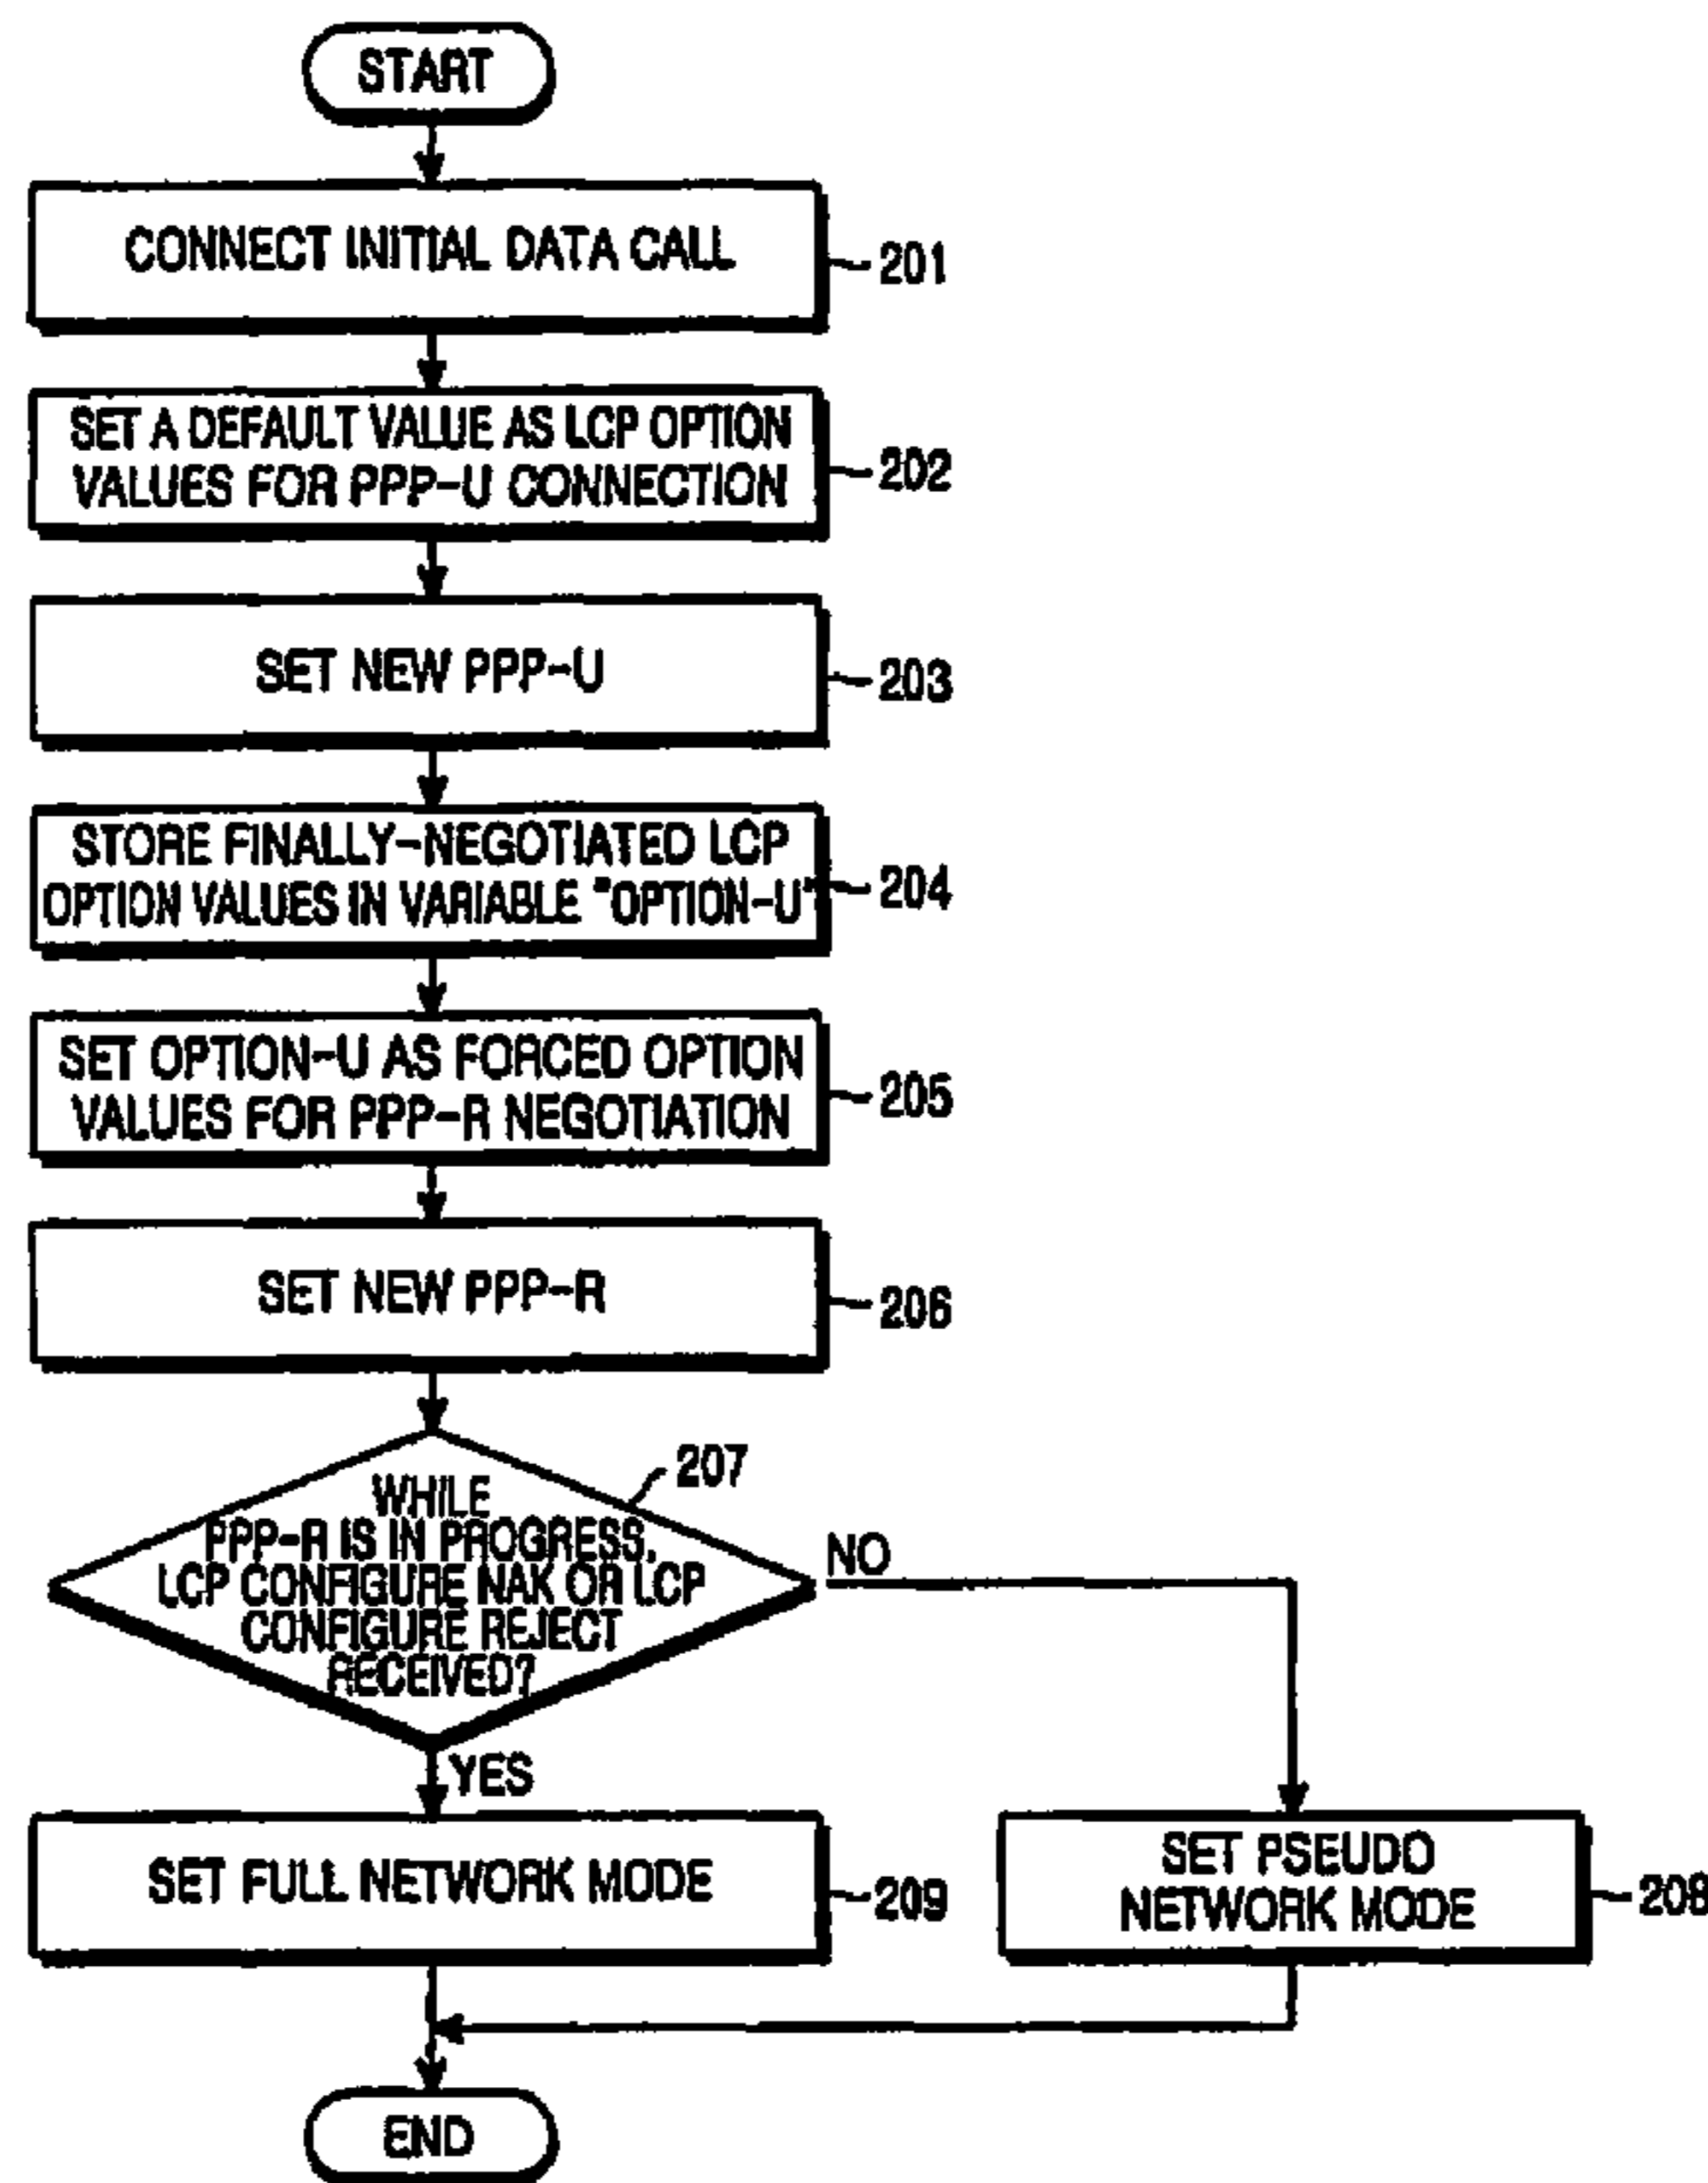 START
CONNECT INITIAL DATA CALL
201
SET A DEFAULT VALUE AS LCP OPTION
VALUES FOR PPP-U CONNECTION
202
SET NEW PPP-U
203
STORE FINALLY-NEGOTIATED LCP
OPTION VALUES IN VARIABLE "OPTION-U"
204
SET OPTION-U AS FORCED OPTION
VALUES FOR PPP-R NEGOTIATION
205
SET NEW PPP-R
206
207
WHILE
PPP-R IS IN PROGRESS,
LCP CONFIGURE NAK OR LCP
CONFIGURE REJECT
RECEIVED?
NO
YES
SET FULL NETWORK MODE
209
SET PSEUDO
NETWORK MODE
208
END